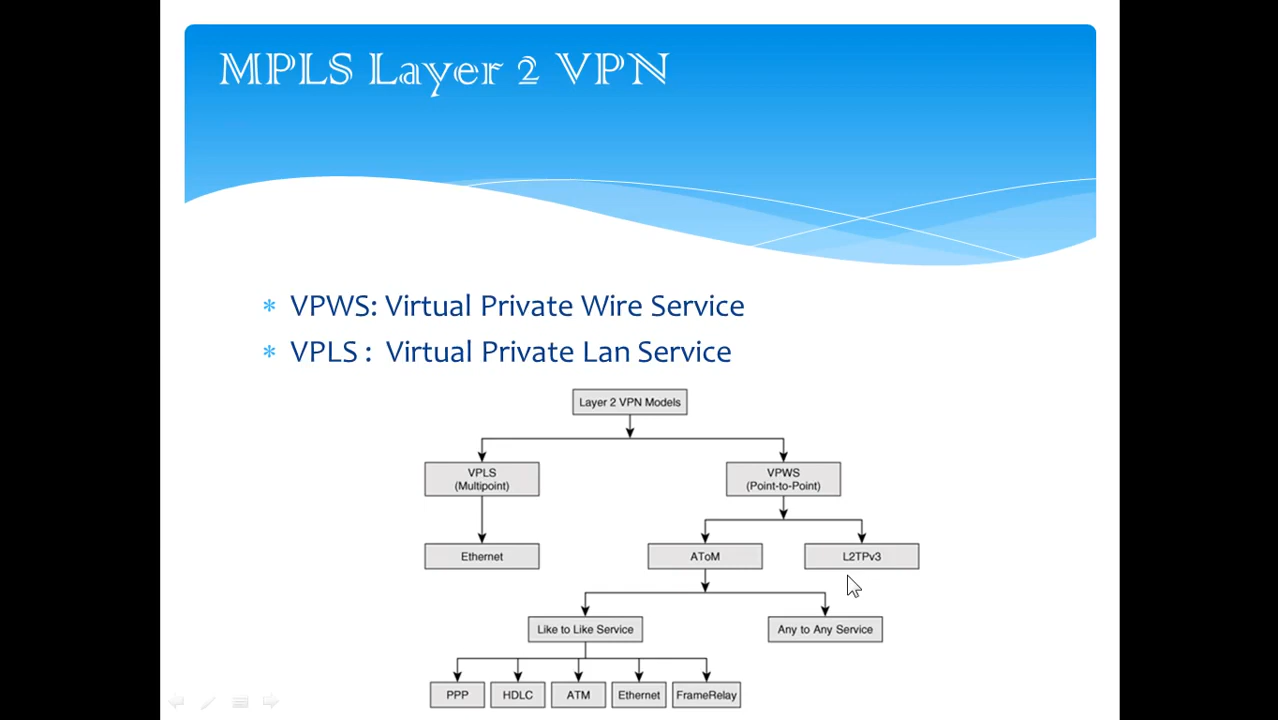 MPLS Layer 2 VPN
* VPWS: Virtual Private Wire Service
* VPLS : Virtual Private Lan Service
Layer 2 VPN Models
VPLS
(Multipoint)
VPWS
(Point-to-Point)
Ethernet
AToM
L2TPv3
Like to Like Service
Any to Any Service
PPP
HDLC
ATM
Ethernet
FrameRelay